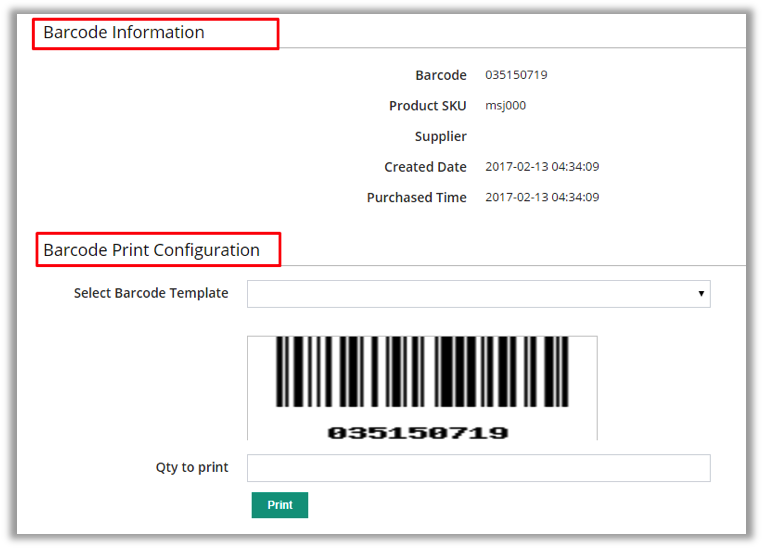 Barcode Information
Barcode 035150719
Product SKU msj000
Supplier
Created Date 2017-02-13 04:34:09
Purchased Time 2017-02-13 04:34:09
Barcode Print Configuration
Select Barcode Template
035150719
Qty to print
Print